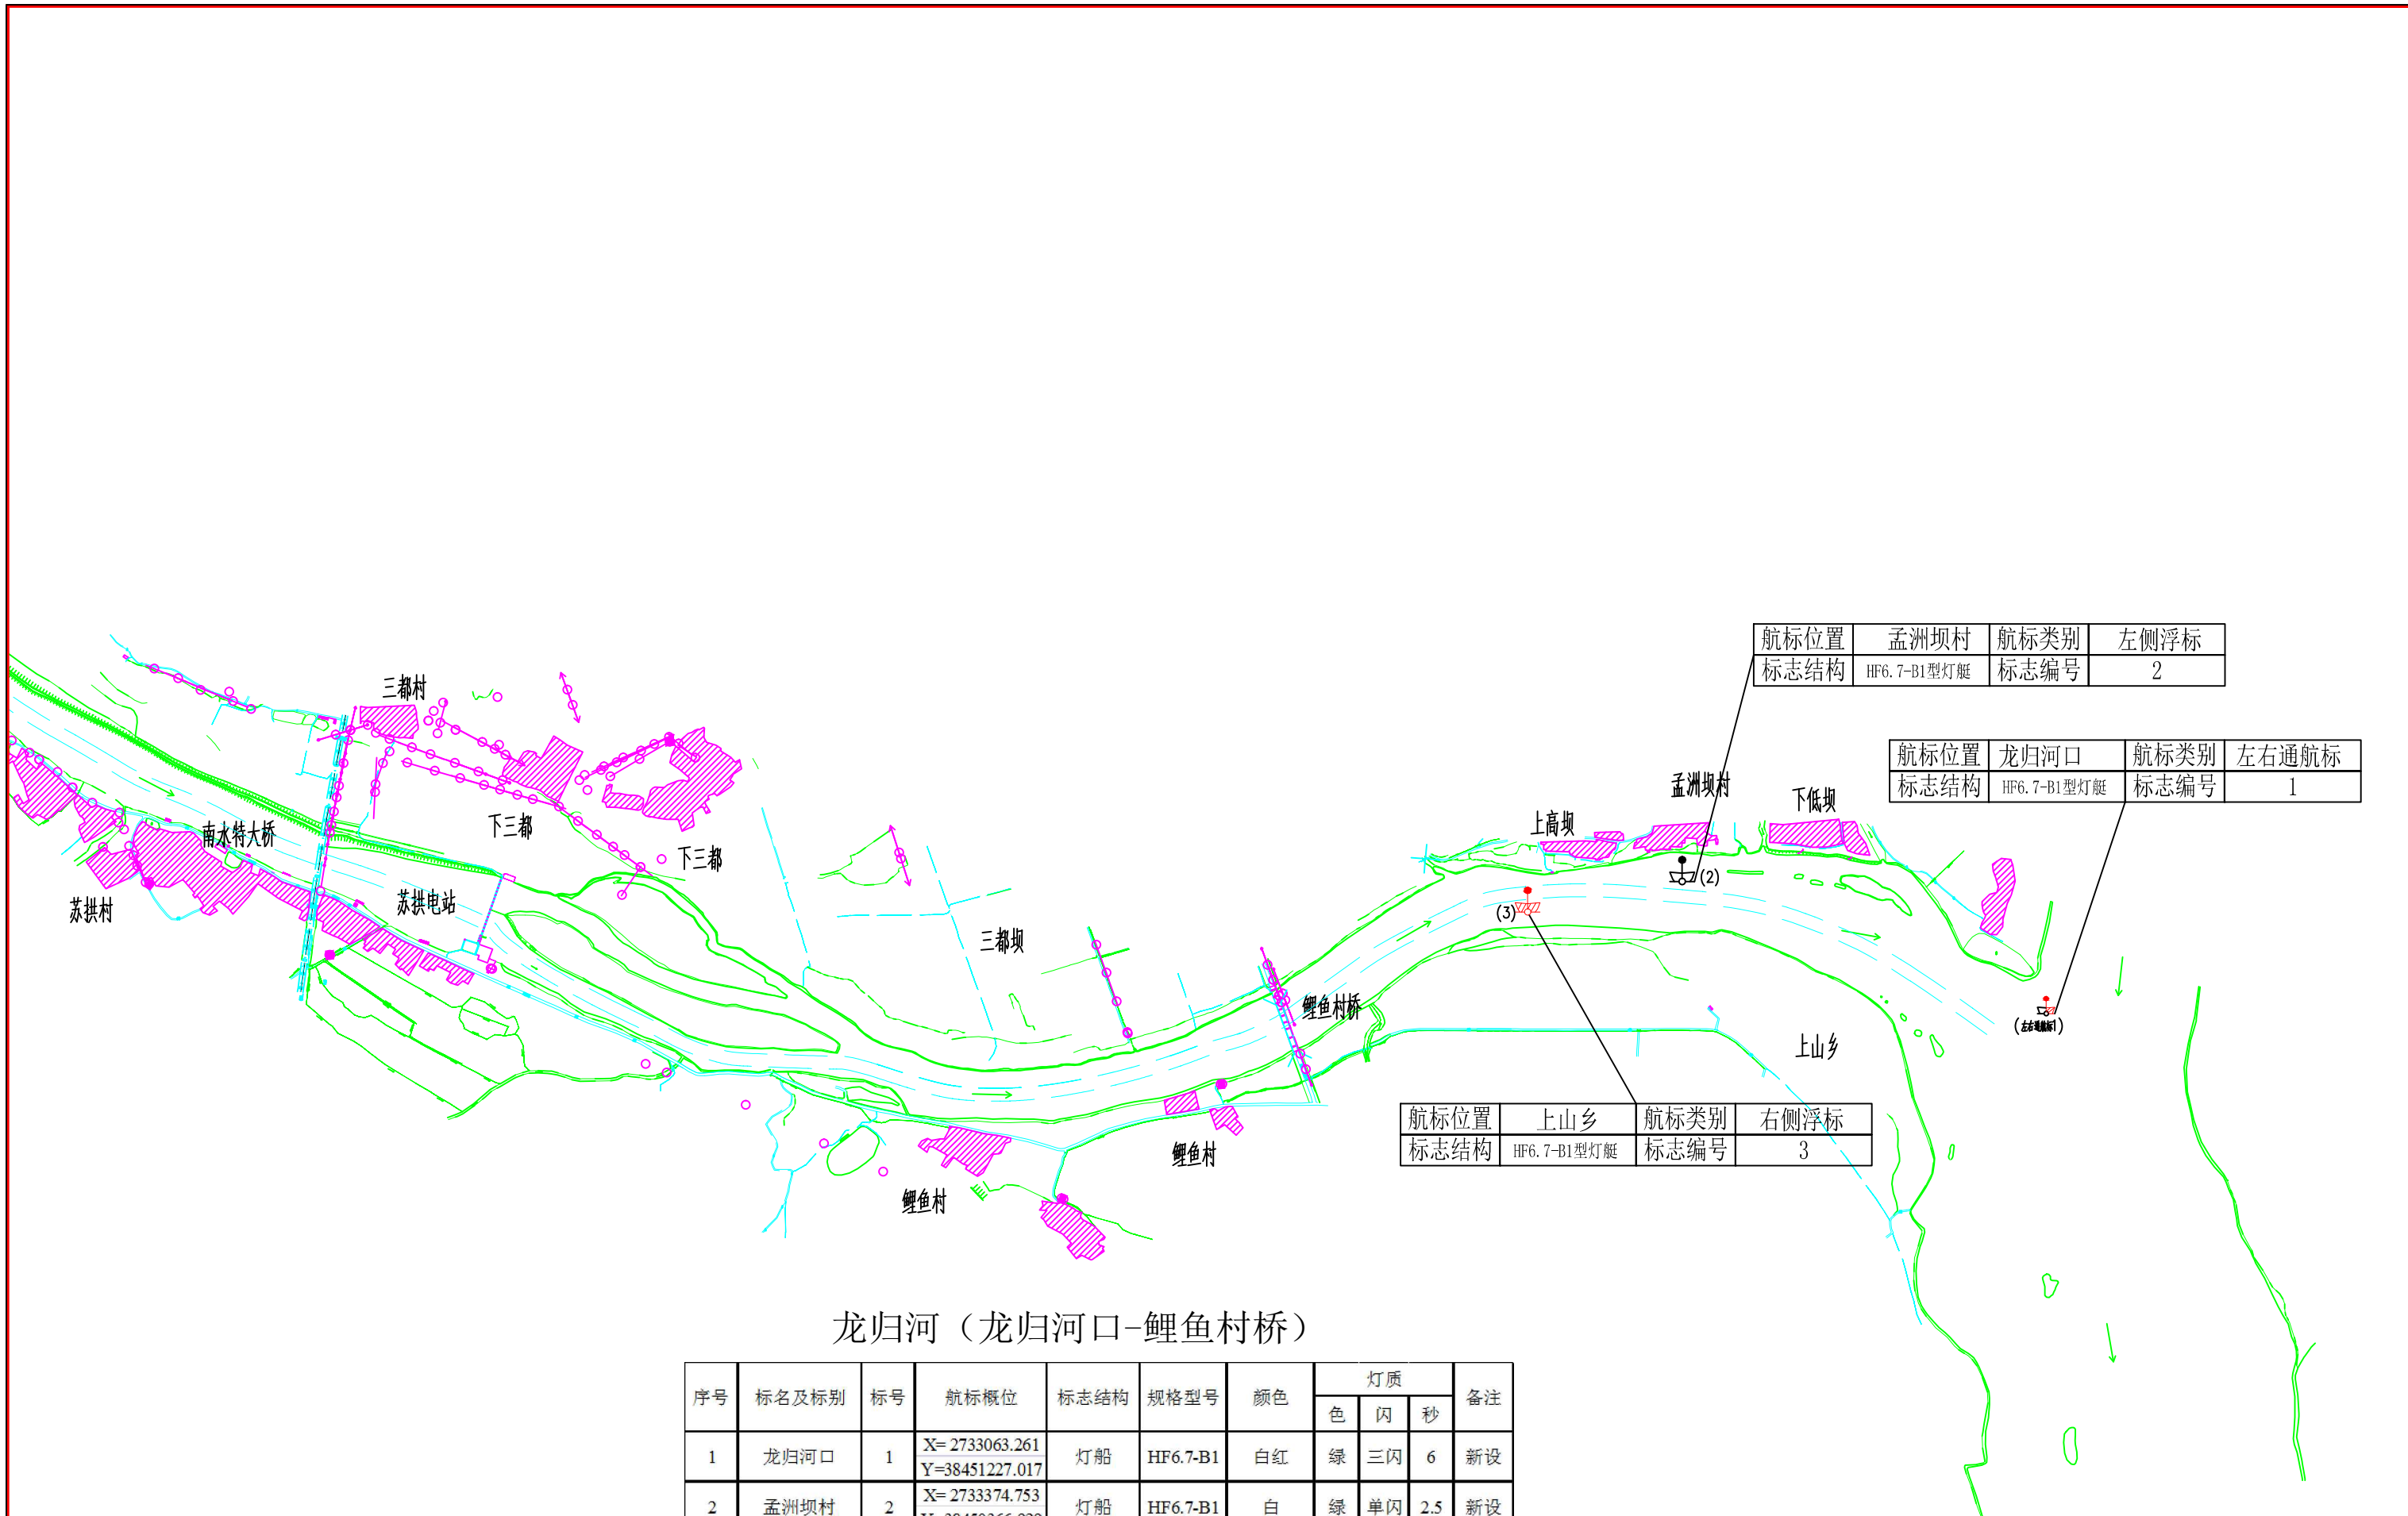 航标位置 孟洲坝村 航标类别 左侧浮标
标志结构 HF6.7-B1型灯艇 标志编号 2
三都村
航标位置 龙归河口 航标类别 左右通航标
标志结构 HF6.7-B1型灯艇 标志编号 1
孟洲坝村
下低坝
上高坝
南水特大桥
下三都
下三都
(2)
苏拱村
苏拱电站
(3)
三都坝
鲤鱼村桥
上山乡
航标位置 上山乡 航标类别 右侧浮标
标志结构 HF6.7-B1型灯艇 标志编号 3
鲤鱼村
鲤鱼村
龙归河（龙归河口-鲤鱼村桥）
序号 标名及标别 标号 航标概位 标志结构 规格型号 颜色 灯质 备注
色 闪 秒
1 龙归河口 1 X= 2733063.261 灯船 HF6.7-B1 白红 绿 三闪 6 新设
Y=38451227.017
2 孟洲坝村 2 X= 2733374.753 灯船 HF6.7-B1 白 绿 单闪 2.5 新设